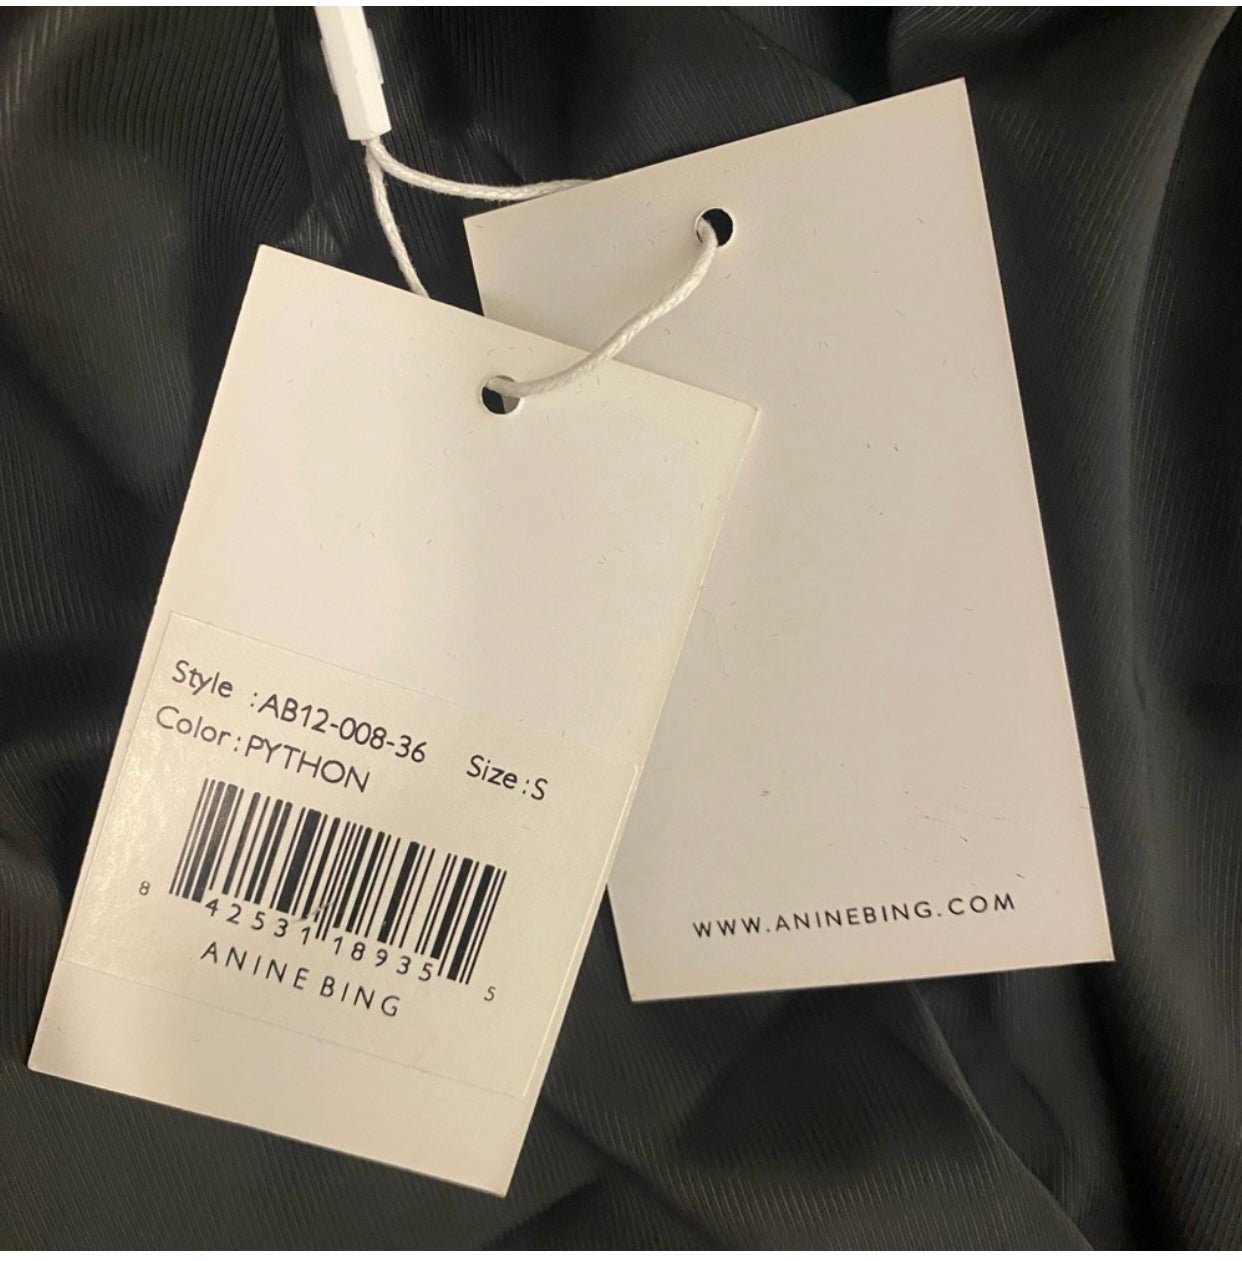 Style :AB12-008-36 Size:S
Color:PYTHON
8 42531 18935 5
ANINE BING
WWW.ANINEBING.COM